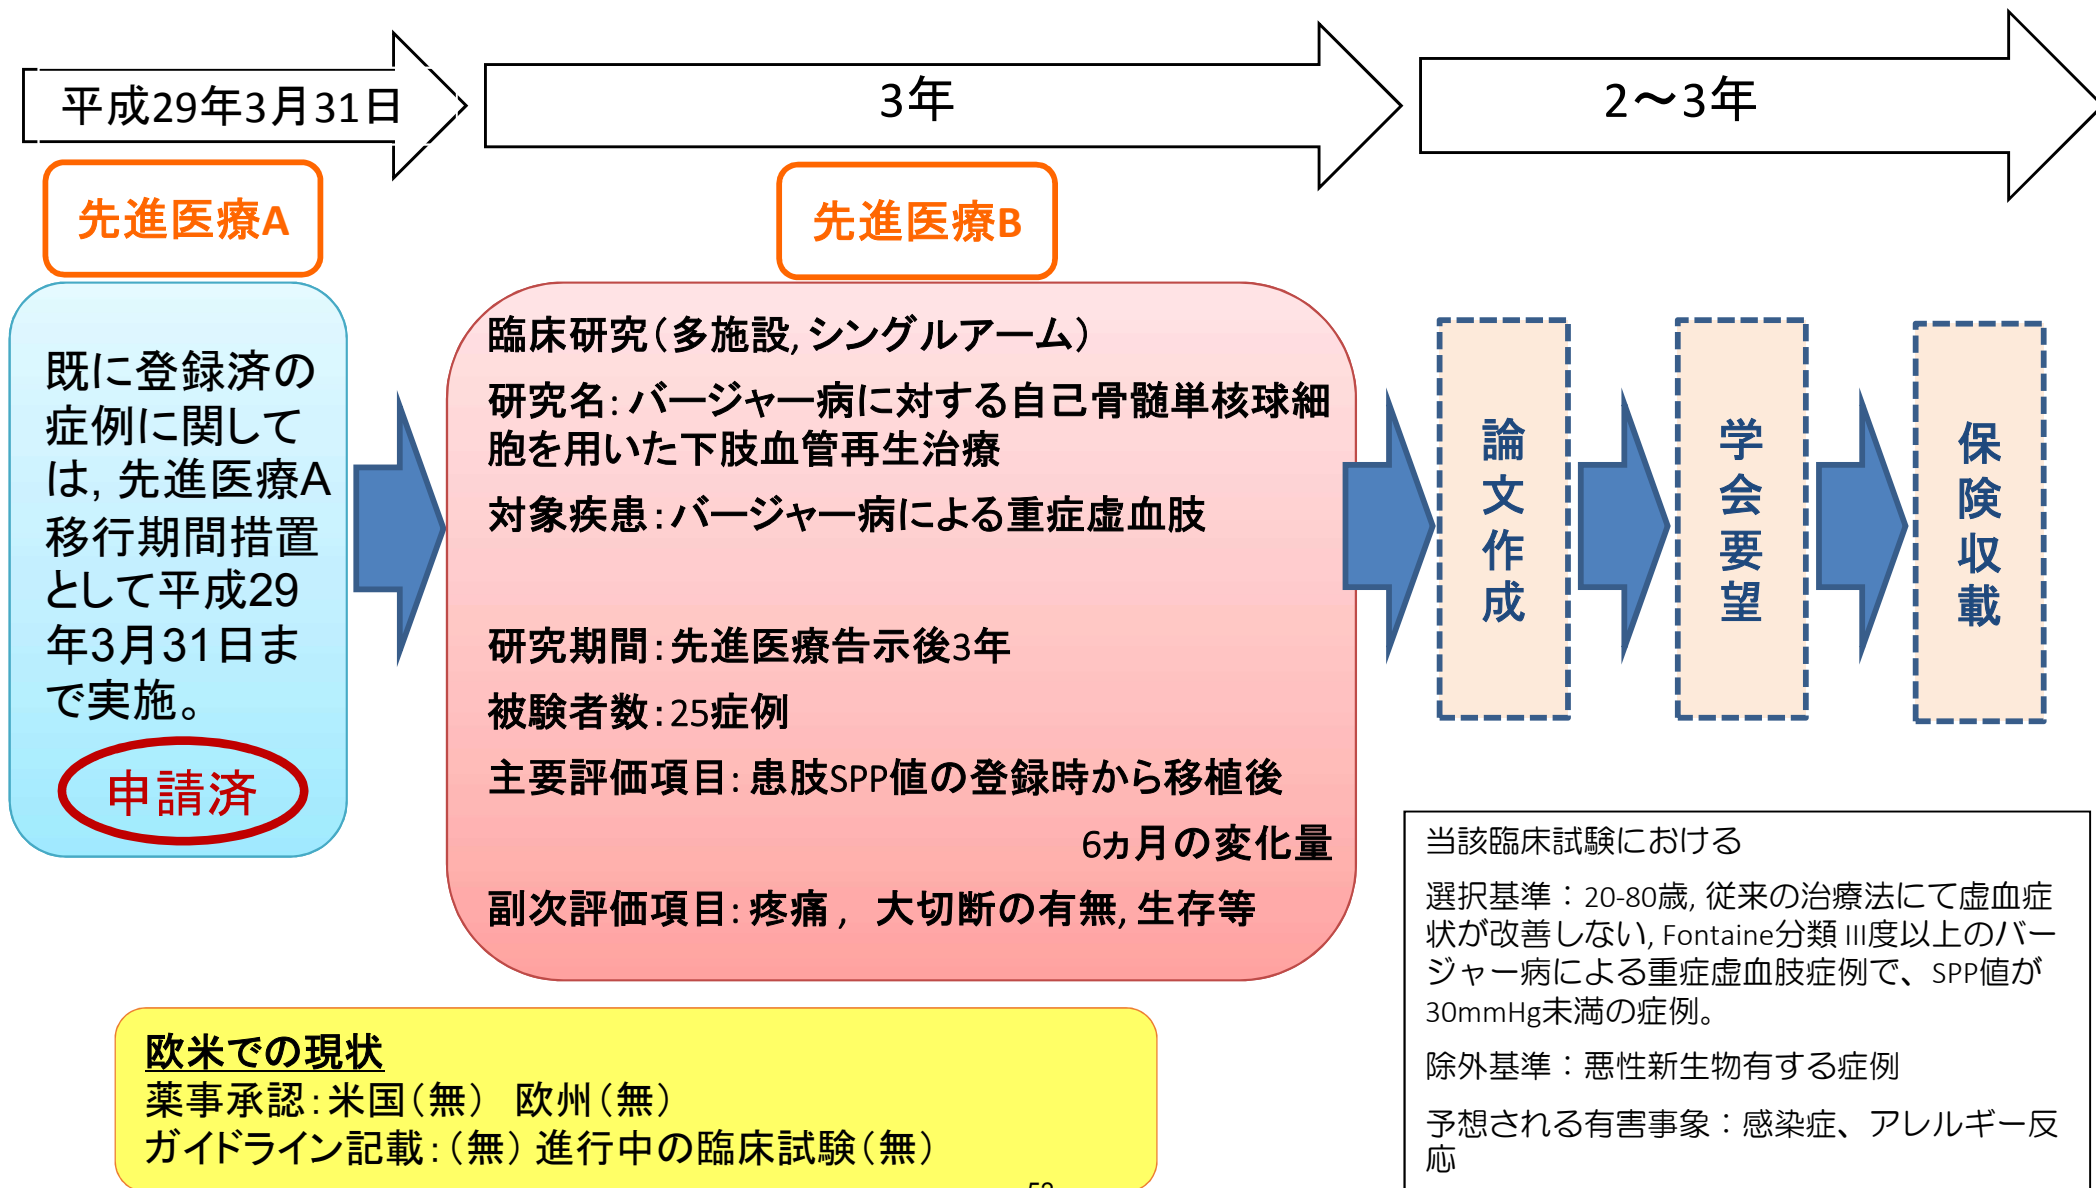 平成29年3月31日
3年
2～3年
先進医療A
先進医療B
既に登録済の
症例に関して
は, 先進医療A
移行期間措置
として平成29
年3月31日ま
で実施。
申請済
臨床研究（多施設, シングルアーム）
研究名: バージャー病に対する自己骨髄単核球細
胞を用いた下肢血管再生治療
対象疾患：バージャー病による重症虚血肢
研究期間：先進医療告示後3年
被験者数：25症例
主要評価項目: 患肢SPP値の登録時から移植後
6ヵ月の変化量
副次評価項目: 疼痛， 大切断の有無, 生存等
論文作成
学会要望
保険収載
欧米での現状
薬事承認：米国（無） 欧州（無）
ガイドライン記載：（無） 進行中の臨床試験（無）
当該臨床試験における
選択基準：20-80歳, 従来の治療法にて虚血症
状が改善しない, Fontaine分類 III度以上のバー
ジャー病による重症虚血肢症例で、SPP値が
30mmHg未満の症例。
除外基準：悪性新生物有する症例
予想される有害事象：感染症、アレルギー反
応